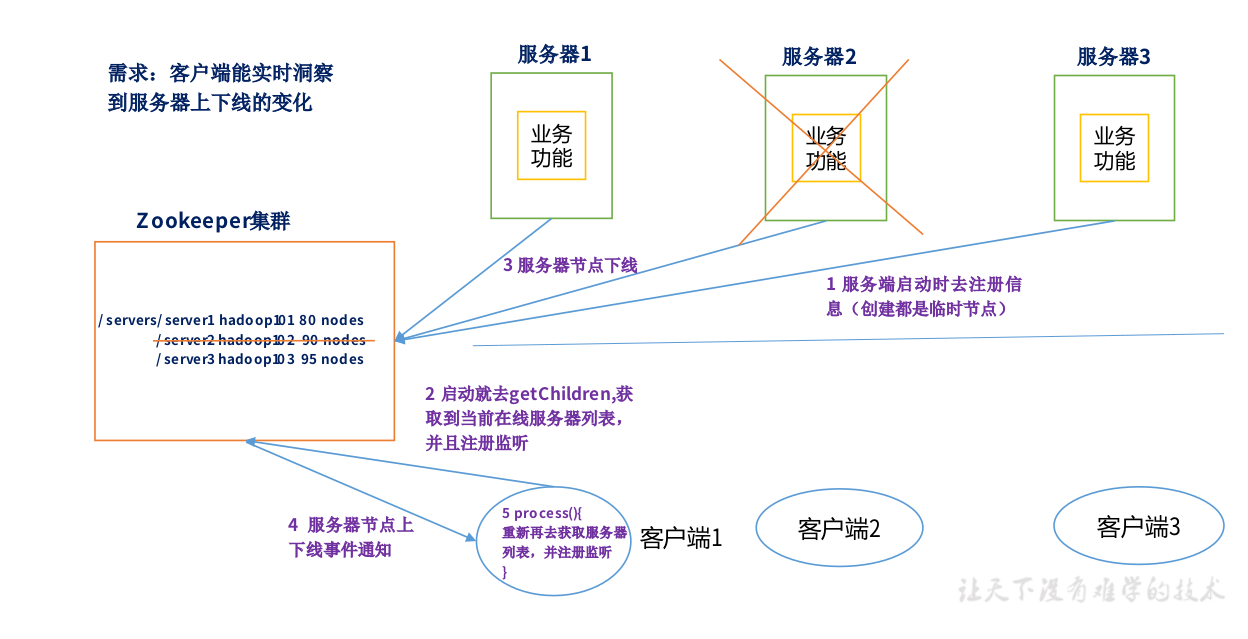 需求：客户端能实时洞察
到服务器上下线的变化
服务器1
服务器2
服务器3
业务
功能
业务
功能
业务
功能
Zookeeper集群
/servers/server1 hadoop101 80 nodes
/server2 hadoop102 90 nodes
/server3 hadoop103 95 nodes
3 服务器节点下线
1 服务端启动时去注册信
息（创建都是临时节点）
2 启动就去getChildren,获
取到当前在线服务器列表，
并且注册监听
4 服务器节点上
下线事件通知
5 process(){
重新再去获取服务器
列表，并注册监听
}
客户端1
客户端2
客户端3
让天下没有难学的技术